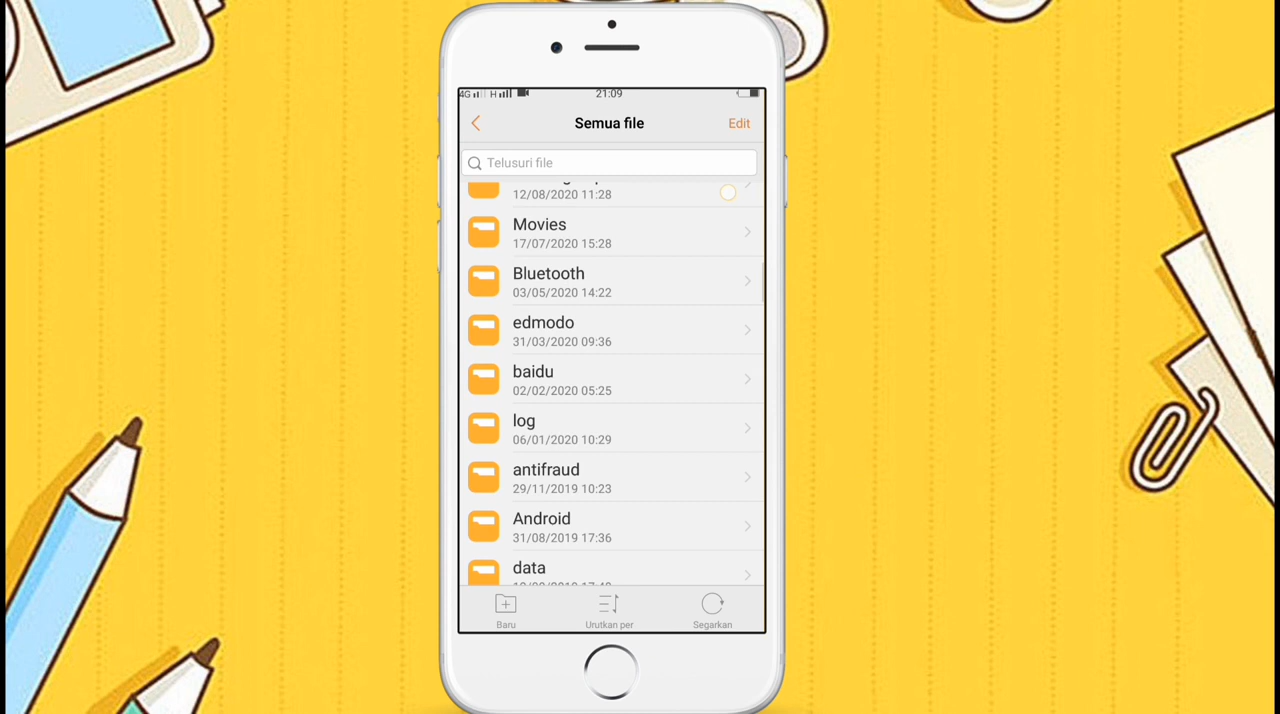 4G H 21:09
Semua file Edit
Telusuri file
12/08/2020 11:28
Movies
17/07/2020 15:28
Bluetooth
03/05/2020 14:22
edmodo
31/03/2020 09:36
baidu
02/02/2020 05:25
log
06/01/2020 10:29
antifraud
29/11/2019 10:23
Android
31/08/2019 17:36
data
Baru Urutkan per Segarkan